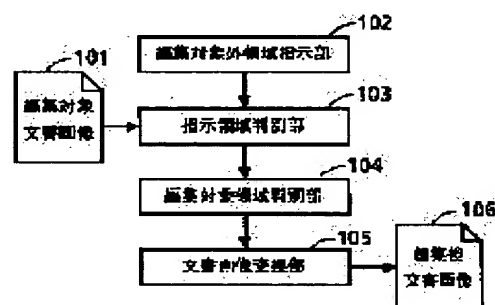 102
編集対象外領域指示部
101
編集対象
文書画像
103
指示領域判別部
104
編集対象領域判別部
105
文書画像変換部
106
編集後
文書画像